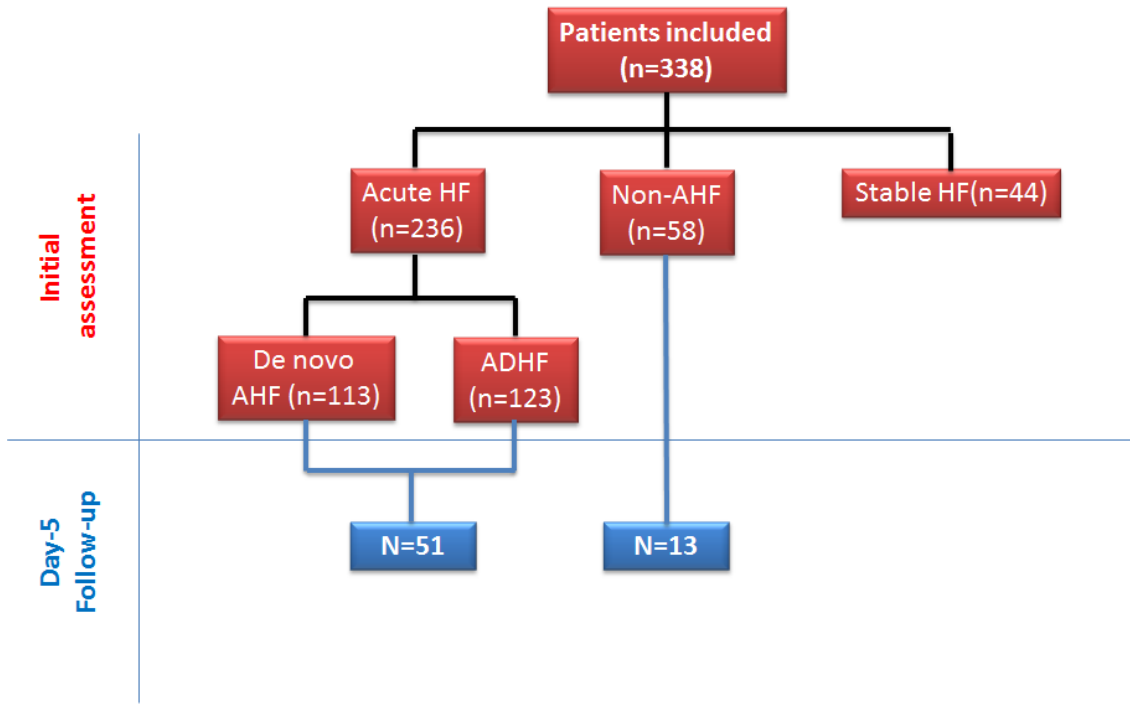 Patients included
(n=338)
Initial
assessment
Acute HF
(n=236)
Non-AHF
(n=58)
Stable HF(n=44)
De novo
AHF (n=113)
ADHF
(n=123)
Day-5
Follow-up
N=51
N=13